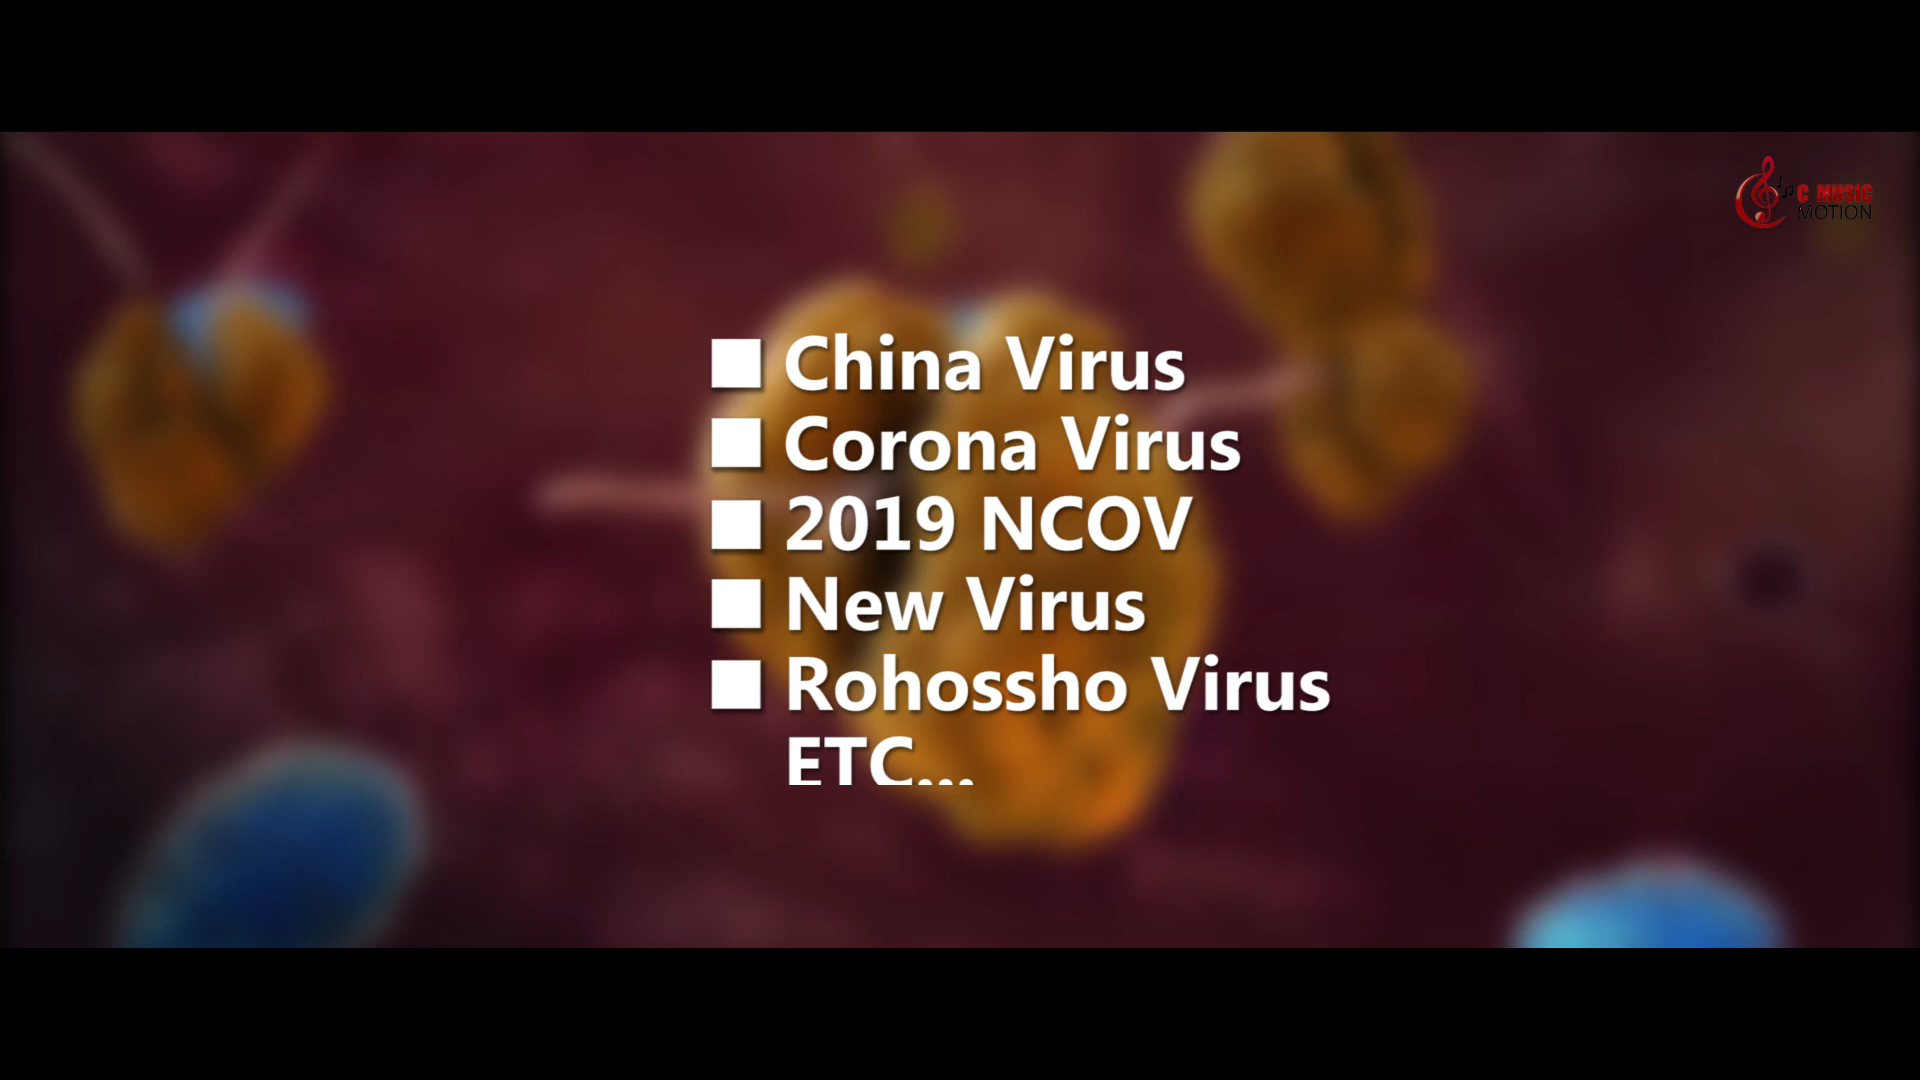 C MUSIC
MOTION
■ China Virus
■ Corona Virus
■ 2019 NCOV
■ New Virus
■ Rohossho Virus
ETC...